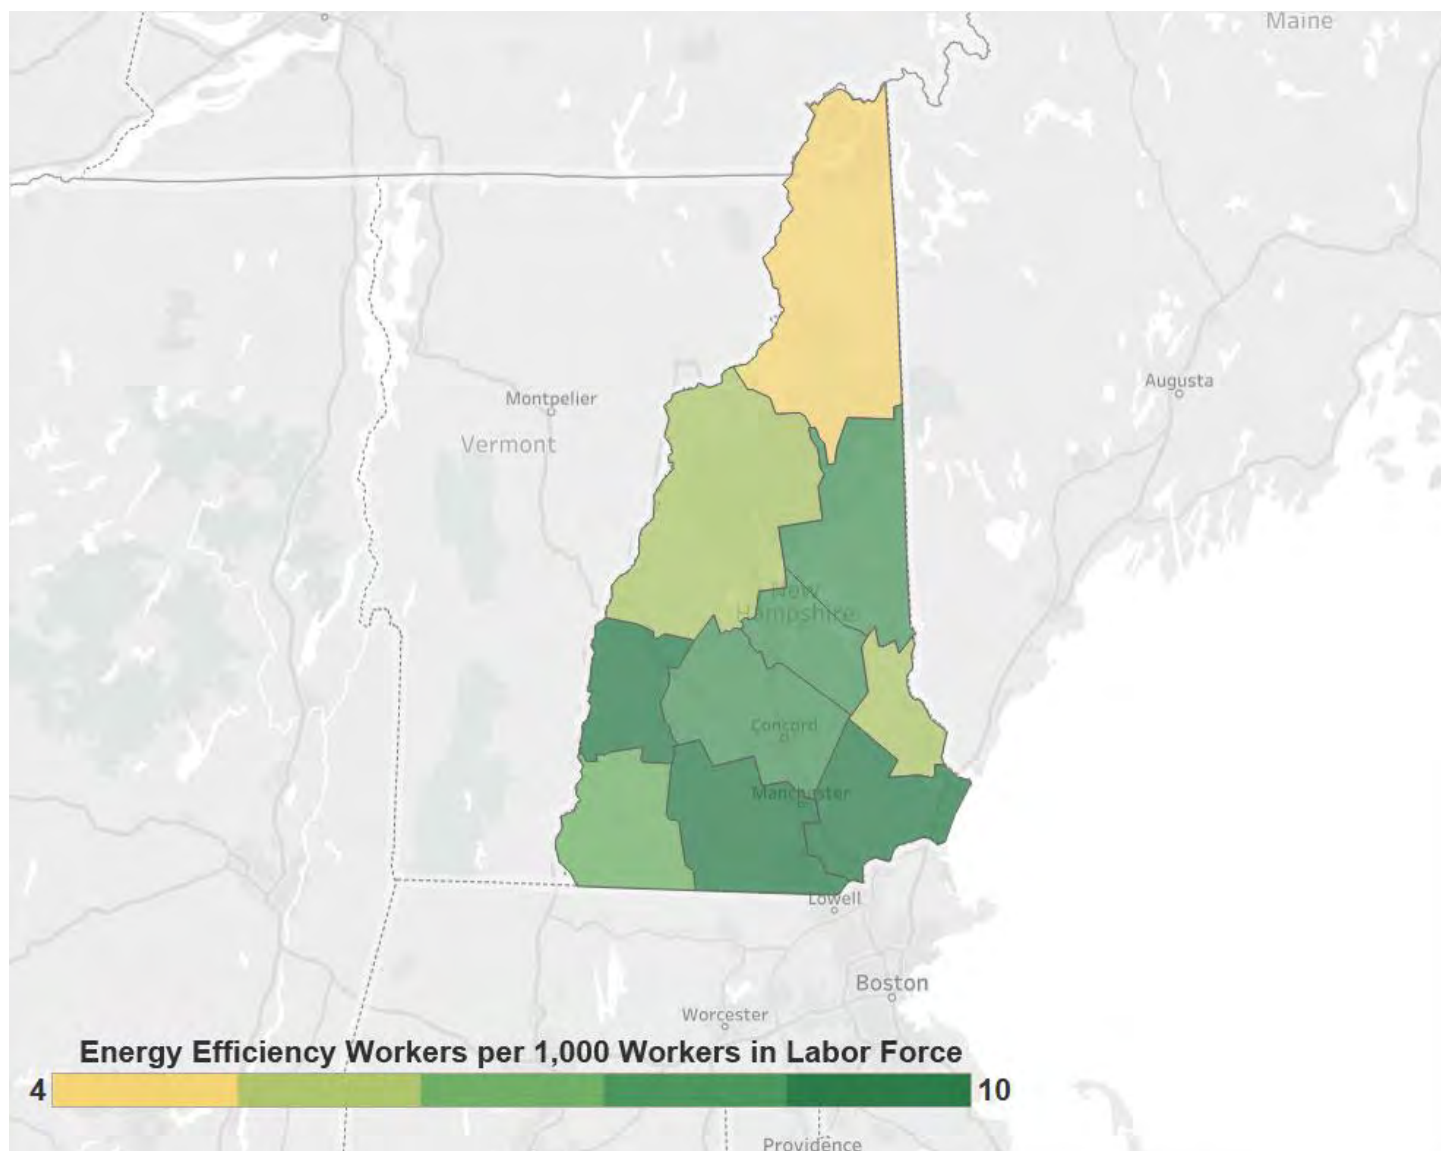 Maine
Augusta
Montpelier
Vermont
New
Hampshire
Concord
Manchester
Lowell
Boston
Worcester
Energy Efficiency Workers per 1,000 Workers in Labor Force
4 10
Providence